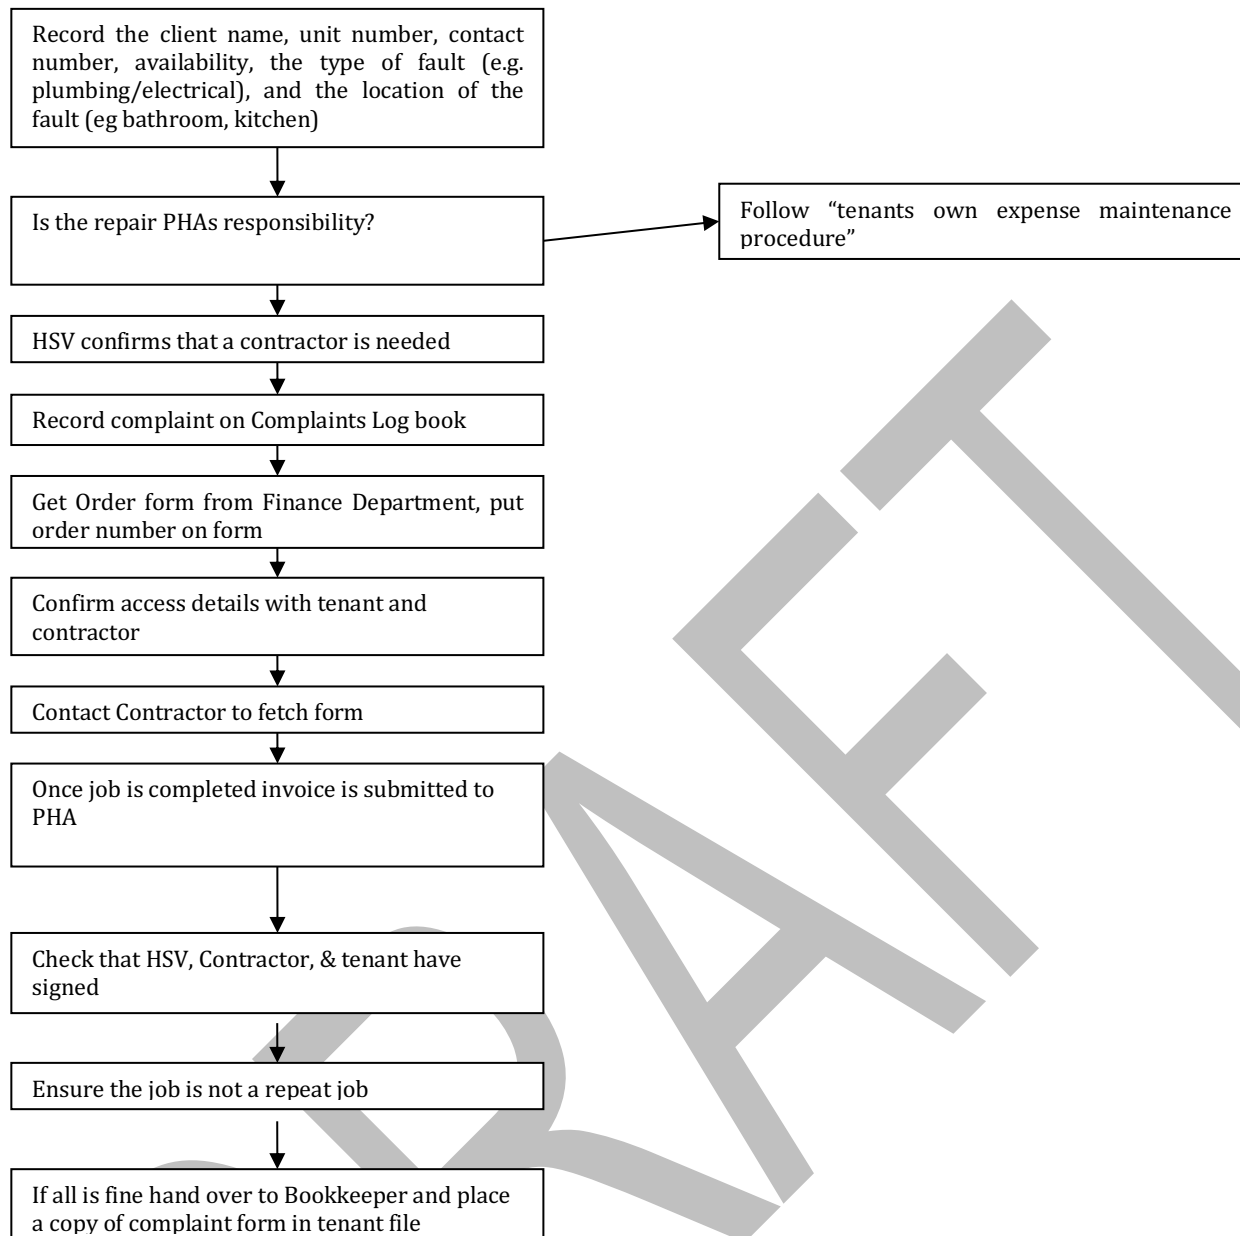 Record the client name, unit number, contact
number, availability, the type of fault (e.g.
plumbing/electrical), and the location of the
fault (eg bathroom, kitchen)
Is the repair PHAs responsibility?
Follow “tenants own expense maintenance
procedure”
HSV confirms that a contractor is needed
Record complaint on Complaints Log book
Get Order form from Finance Department, put
order number on form
Confirm access details with tenant and
contractor
Contact Contractor to fetch form
Once job is completed invoice is submitted to
PHA
Check that HSV, Contractor, & tenant have
signed
Ensure the job is not a repeat job
If all is fine hand over to Bookkeeper and place
a copy of complaint form in tenant file
DRAFT